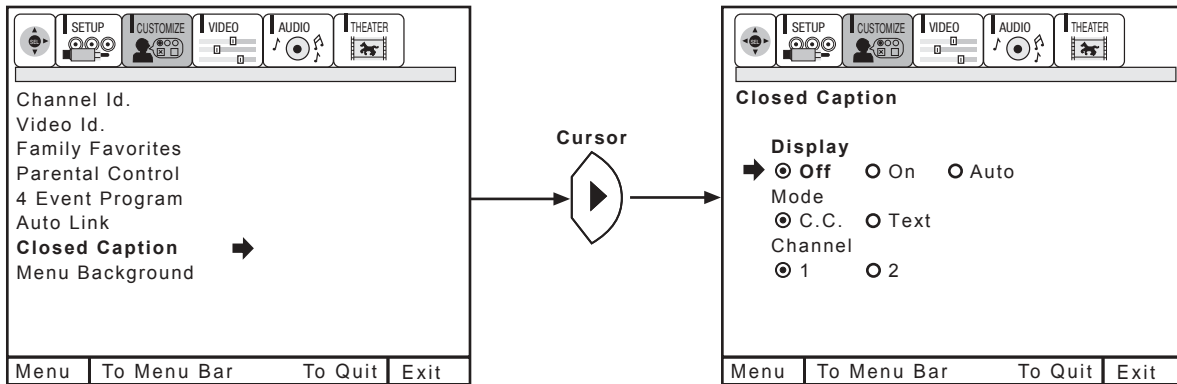 SEL SETUP CUSTOMIZE VIDEO AUDIO THEATER
Channel Id.
Video Id.
Family Favorites
Parental Control
4 Event Program
Auto Link
Closed Caption
Menu Background
Menu To Menu Bar To Quit Exit
Cursor
SEL SETUP CUSTOMIZE VIDEO AUDIO THEATER
Closed Caption
Display
Off On Auto
Mode
C.C. Text
Channel
1 2
Menu To Menu Bar To Quit Exit